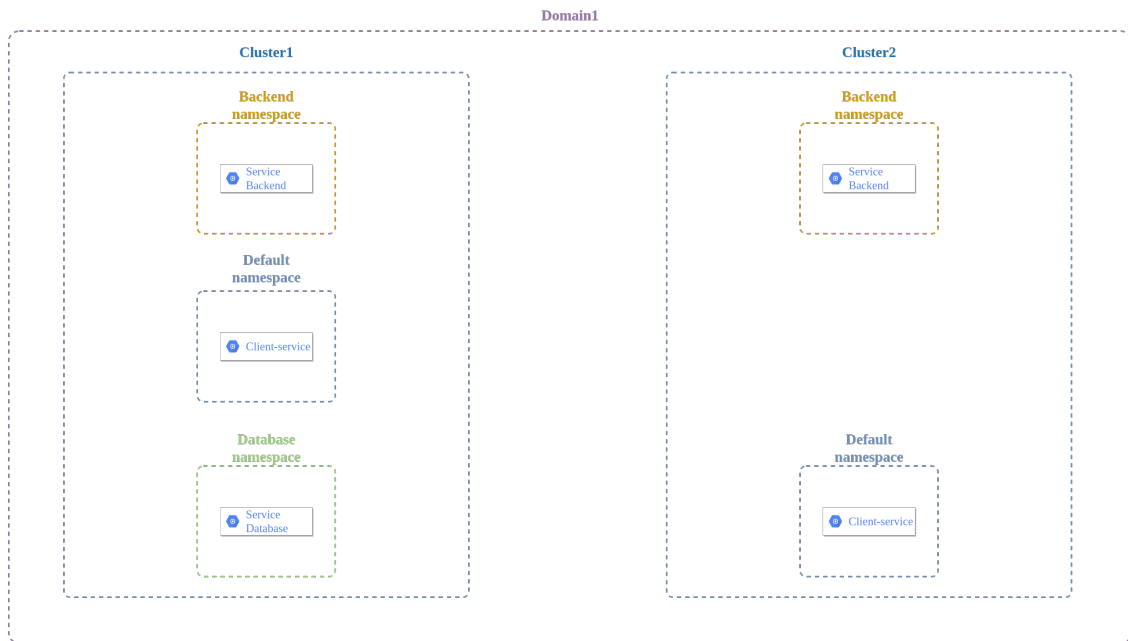 Domain1
Cluster1
Backend
namespace
Service
Backend
Default
namespace
Client-service
Database
namespace
Service
Database
Cluster2
Backend
namespace
Service
Backend
Default
namespace
Client-service